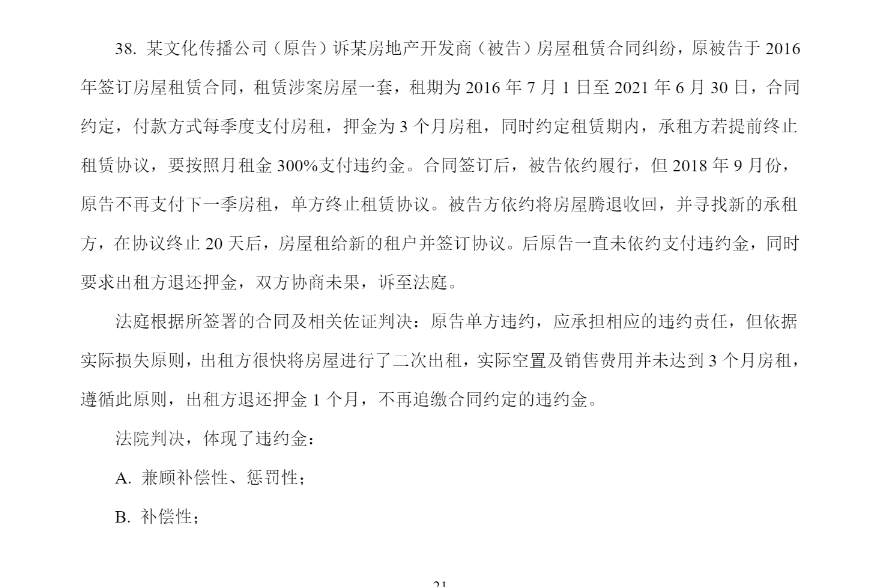 38. 某文化传播公司（原告）诉某房地产开发商（被告）房屋租赁合同纠纷，原被告于 2016
年签订房屋租赁合同，租赁涉案房屋一套，租期为 2016 年 7 月 1 日至 2021 年 6 月 30 日，合同
约定，付款方式每季度支付房租，押金为 3 个月房租，同时约定租赁期内，承租方若提前终止
租赁协议，要按照月租金 300%支付违约金。合同签订后，被告依约履行，但 2018 年 9 月份，
原告不再支付下一季房租，单方终止租赁协议。被告方依约将房屋腾退收回，并寻找新的承租
方，在协议终止 20 天后，房屋租给新的租户并签订协议。后原告一直未依约支付违约金，同时
要求出租方退还押金，双方协商未果，诉至法庭。
法庭根据所签署的合同及相关佐证判决：原告单方违约，应承担相应的违约责任，但依据
实际损失原则，出租方很快将房屋进行了二次出租，实际空置及销售费用并未达到 3 个月房租，
遵循此原则，出租方退还押金 1 个月，不再追缴合同约定的违约金。
法院判决，体现了违约金：
A. 兼顾补偿性、惩罚性；
B. 补偿性；
21